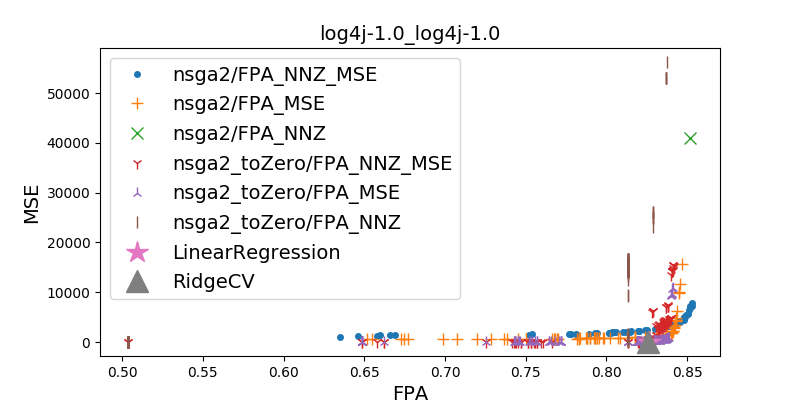 log4j-1.0_log4j-1.0
nsga2/FPA_NNZ_MSE
nsga2/FPA_MSE
nsga2/FPA_NNZ
nsga2_toZero/FPA_NNZ_MSE
nsga2_toZero/FPA_MSE
nsga2_toZero/FPA_NNZ
LinearRegression
RidgeCV
MSE
50000
40000
30000
20000
10000
0
0.50 0.55 0.60 0.65 0.70 0.75 0.80 0.85
FPA